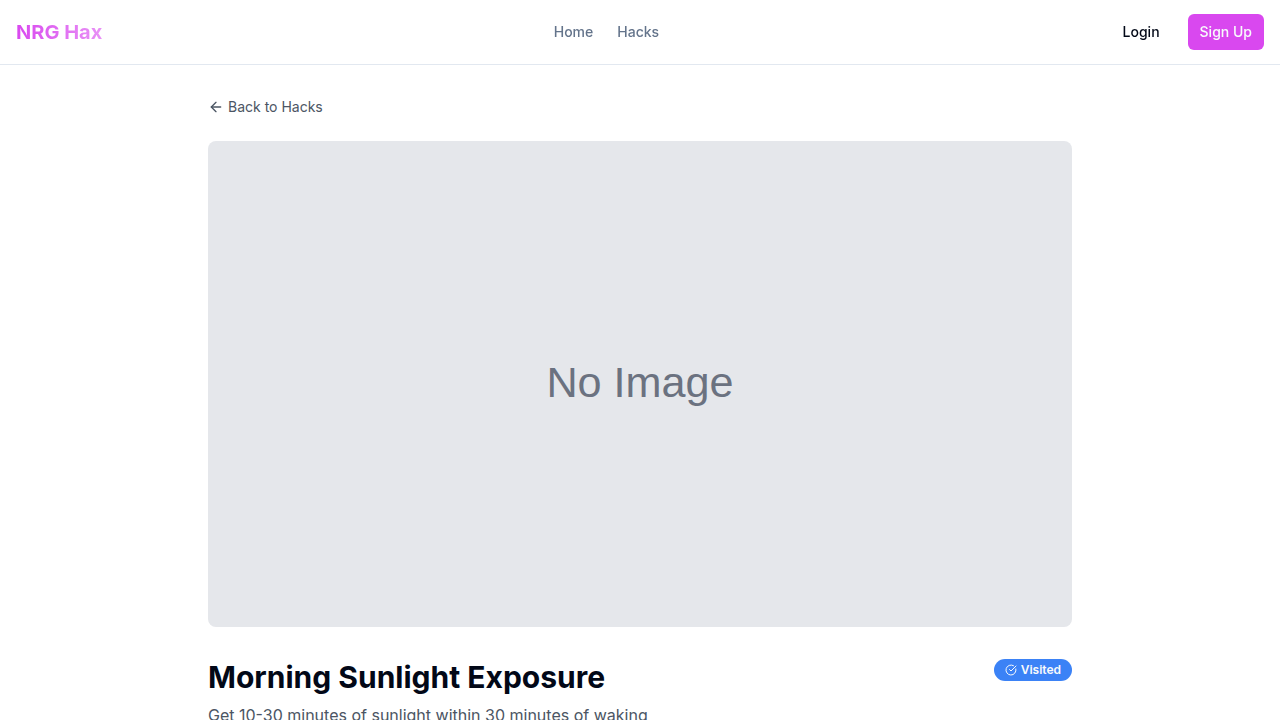 NRG Hax
Home
Hacks
Login
Sign Up
Back to Hacks
No Image
Morning Sunlight Exposure
Visited
Get 10-30 minutes of sunlight within 30 minutes of waking